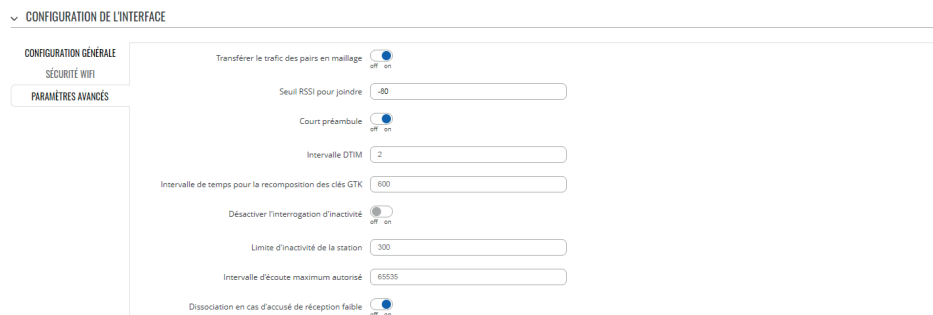 CONFIGURATION DE L'INTERFACE
CONFIGURATION GÉNÉRALE
SÉCURITÉ WIFI
PARAMÈTRES AVANCÉS
Transférer le trafic des pairs en maillage
off on
Seuil RSSI pour joindre -80
Court préambule
off on
Intervalle DTIM 2
Intervalle de temps pour la recomposition des clés GTK 600
Désactiver l'interrogation d'inactivité
off on
Limite d'inactivité de la station 300
Intervalle d'écoute maximum autorisé 65535
Dissociation en cas d'accusé de réception faible
off on